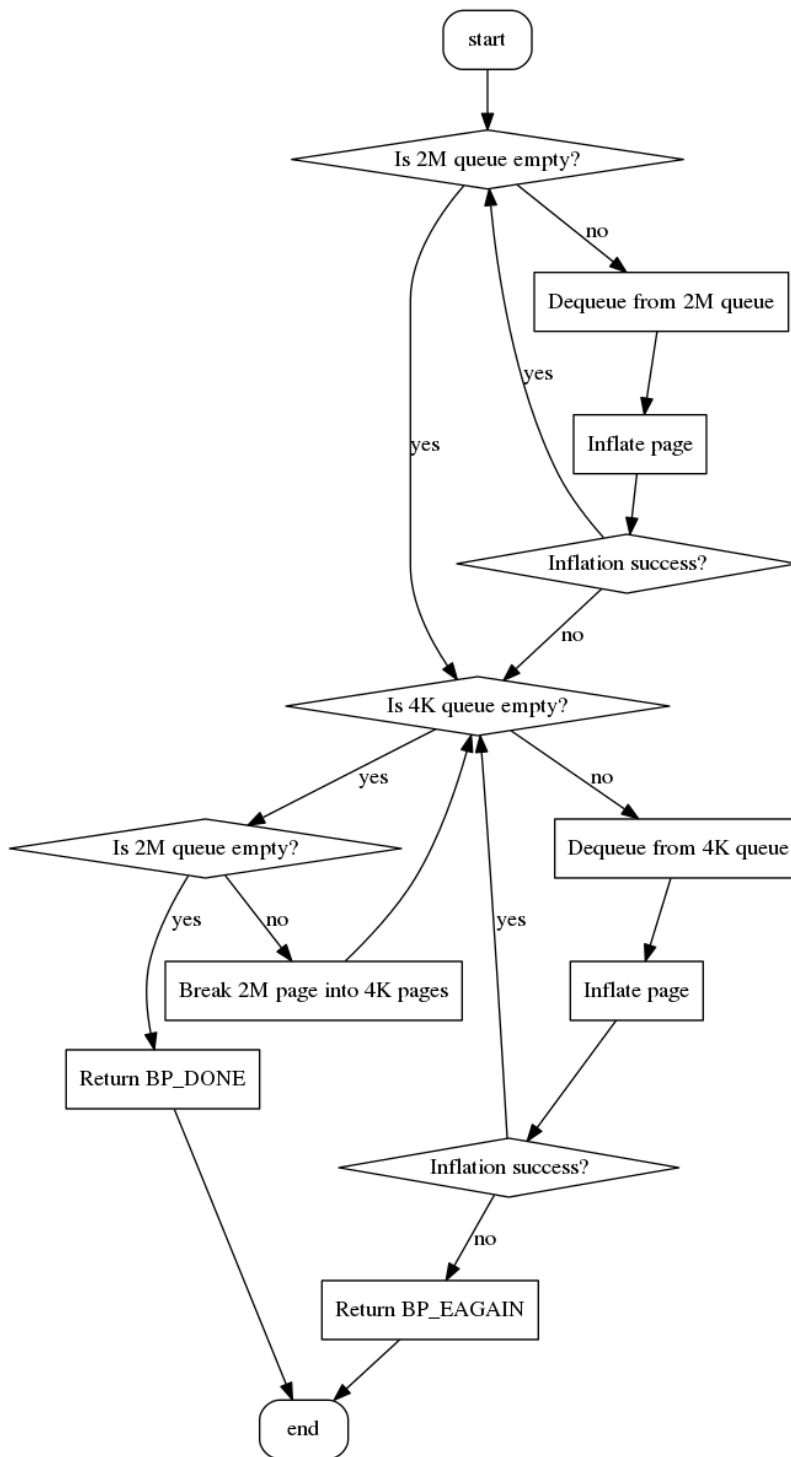 start
Is 2M queue empty?
no
Dequeue from 2M queue
yes
yes
Inflate page
Inflation success?
no
Is 4K queue empty?
yes
no
Is 2M queue empty?
Dequeue from 4K queue
yes
no
yes
Break 2M page into 4K pages
Inflate page
Return BP_DONE
Inflation success?
no
Return BP_EAGAIN
end